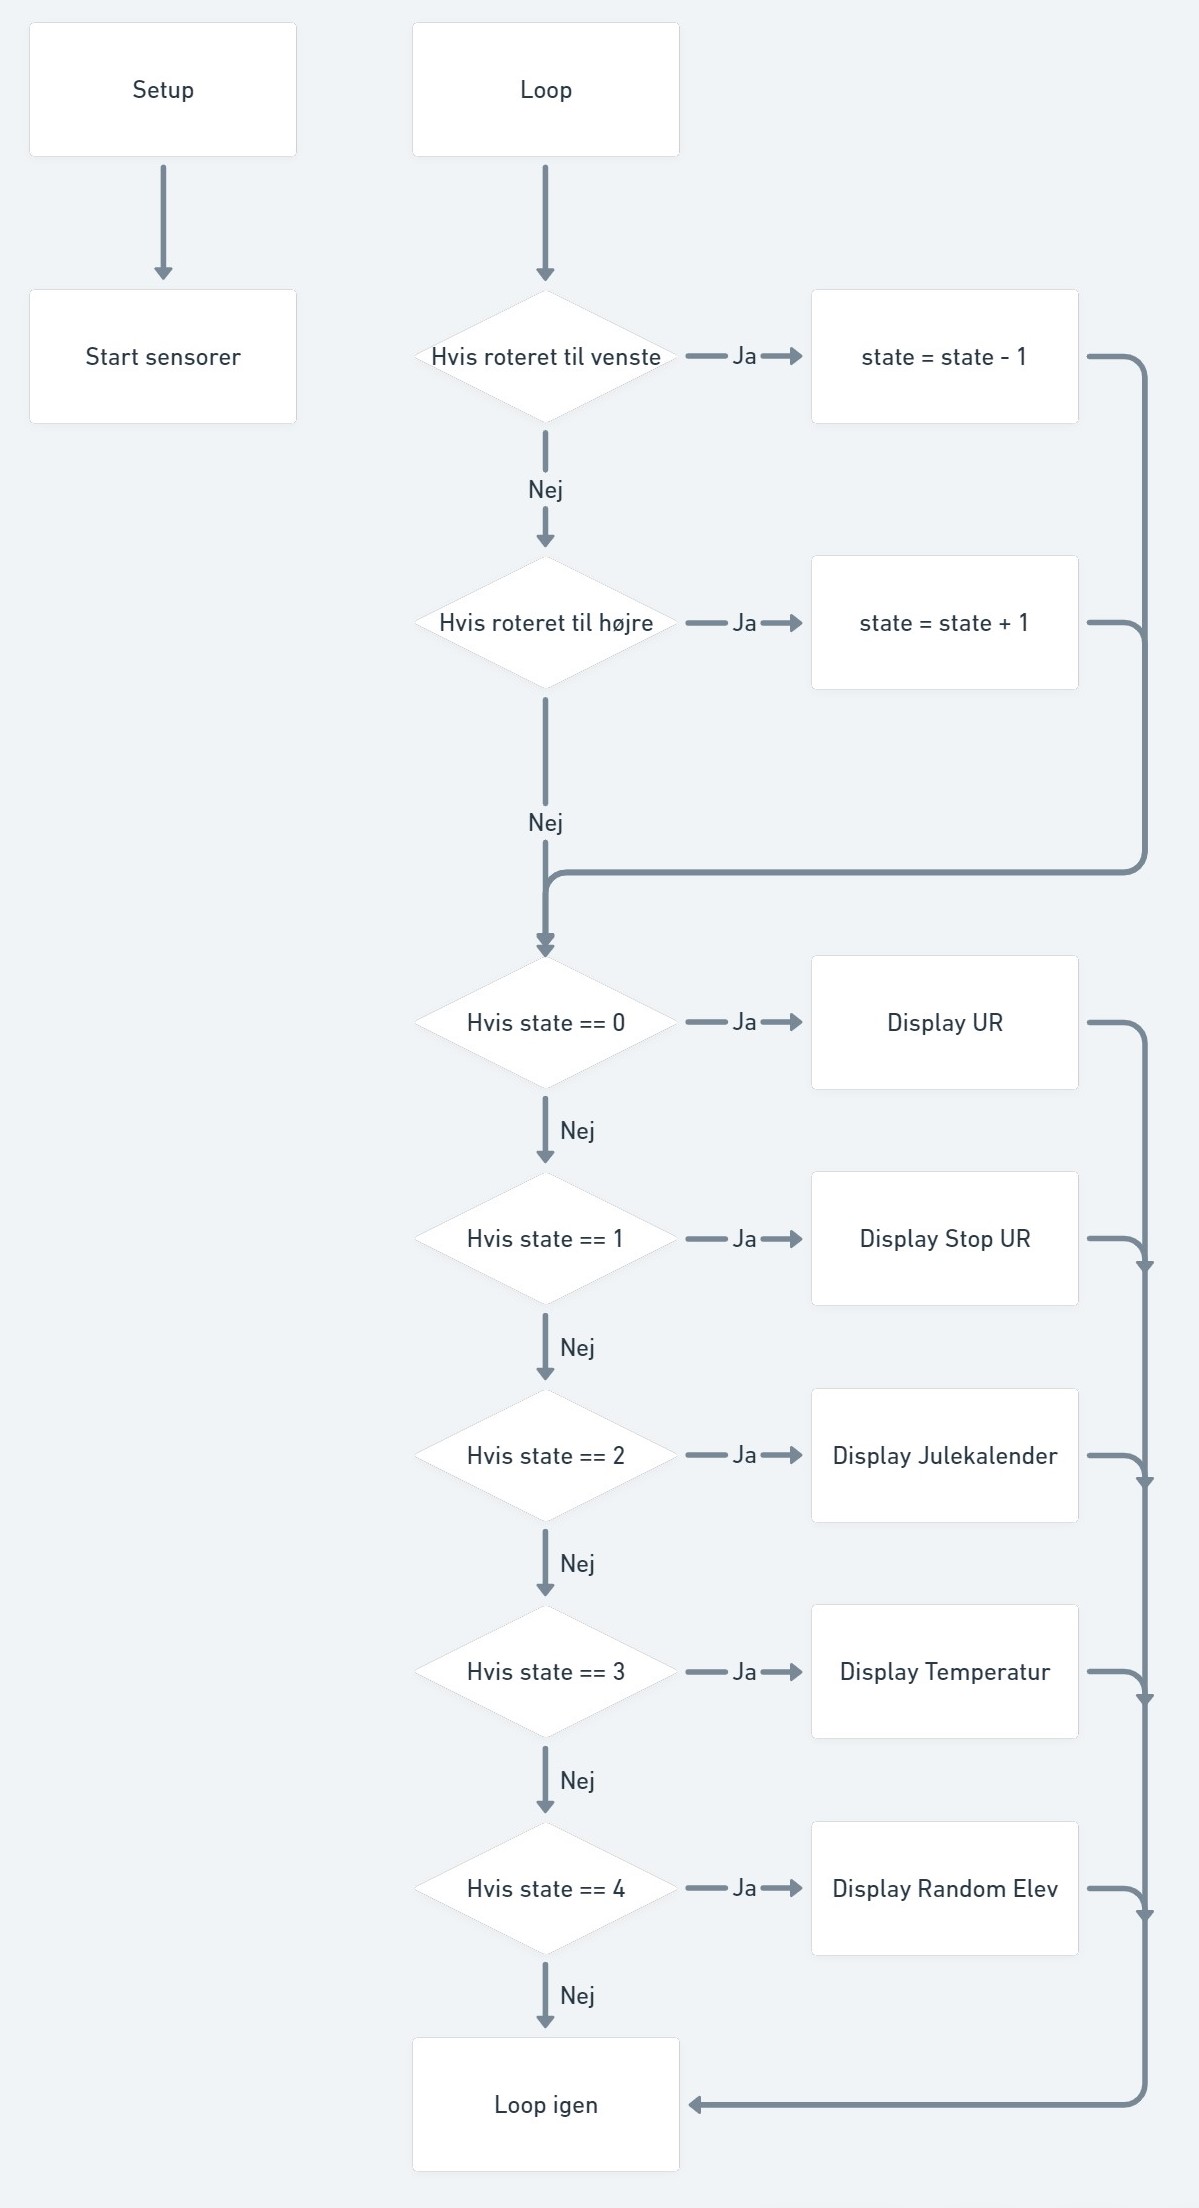 Setup
Loop
Start sensorer
Hvis roteret til venste
Ja
state = state - 1
Nej
Hvis roteret til højre
Ja
state = state + 1
Nej
Hvis state == 0
Ja
Display UR
Nej
Hvis state == 1
Ja
Display Stop UR
Nej
Hvis state == 2
Ja
Display Julekalender
Nej
Hvis state == 3
Ja
Display Temperatur
Nej
Hvis state == 4
Ja
Display Random Elev
Nej
Loop igen